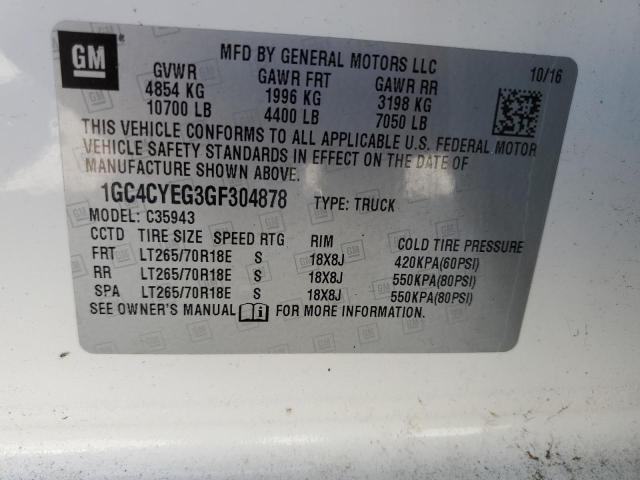 GM
MFD BY GENERAL MOTORS LLC
10/16
GVWR GAWR FRT GAWR RR
4854 KG 1996 KG 3198 KG
10700 LB 4400 LB 7050 LB
THIS VEHICLE CONFORMS TO ALL APPLICABLE U.S. FEDERAL MOTOR
VEHICLE SAFETY STANDARDS IN EFFECT ON THE DATE OF
MANUFACTURE SHOWN ABOVE.
1GC4CYEG3GF304878 TYPE: TRUCK
MODEL: C35943
CCTD TIRE SIZE SPEED RTG RIM COLD TIRE PRESSURE
FRT LT265/70R18E S 18X8J 420KPA(60PSI)
RR LT265/70R18E S 18X8J 550KPA(80PSI)
SPA LT265/70R18E S 18X8J 550KPA(80PSI)
SEE OWNER'S MANUAL FOR MORE INFORMATION.